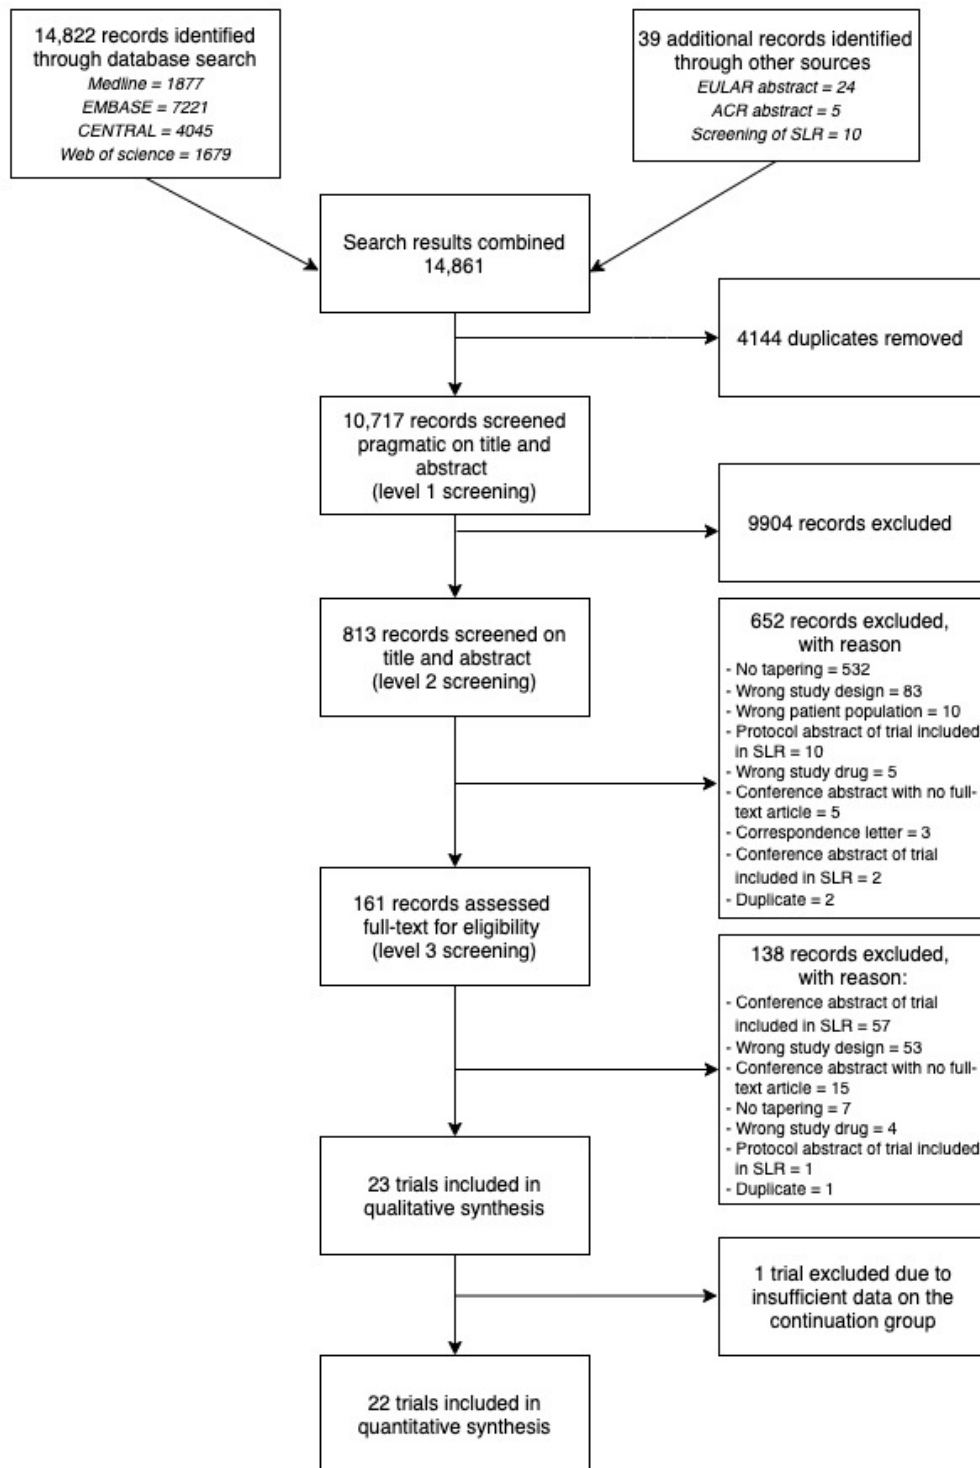 14,822 records identified
through database search
Medline = 1877
EMBASE = 7221
CENTRAL = 4045
Web of science = 1679
39 additional records identified
through other sources
EULAR abstract = 24
ACR abstract = 5
Screening of SLR = 10
Search results combined
14,861
4144 duplicates removed
10,717 records screened
pragmatic on title and
abstract
(level 1 screening)
9904 records excluded
813 records screened on
title and abstract
(level 2 screening)
652 records excluded,
with reason
- No tapering = 532
- Wrong study design = 83
- Wrong patient population = 10
- Protocol abstract of trial included
in SLR = 10
- Wrong study drug = 5
- Conference abstract with no full-
text article = 5
- Correspondence letter = 3
- Conference abstract of trial
included in SLR = 2
- Duplicate = 2
161 records assessed
full-text for eligibility
(level 3 screening)
138 records excluded,
with reason:
- Conference abstract of trial
included in SLR = 57
- Wrong study design = 53
- Conference abstract with no full-
text article = 15
- No tapering = 7
- Wrong study drug = 4
- Protocol abstract of trial included
in SLR = 1
- Duplicate = 1
23 trials included in
qualitative synthesis
1 trial excluded due to
insufficient data on the
continuation group
22 trials included in
quantitative synthesis